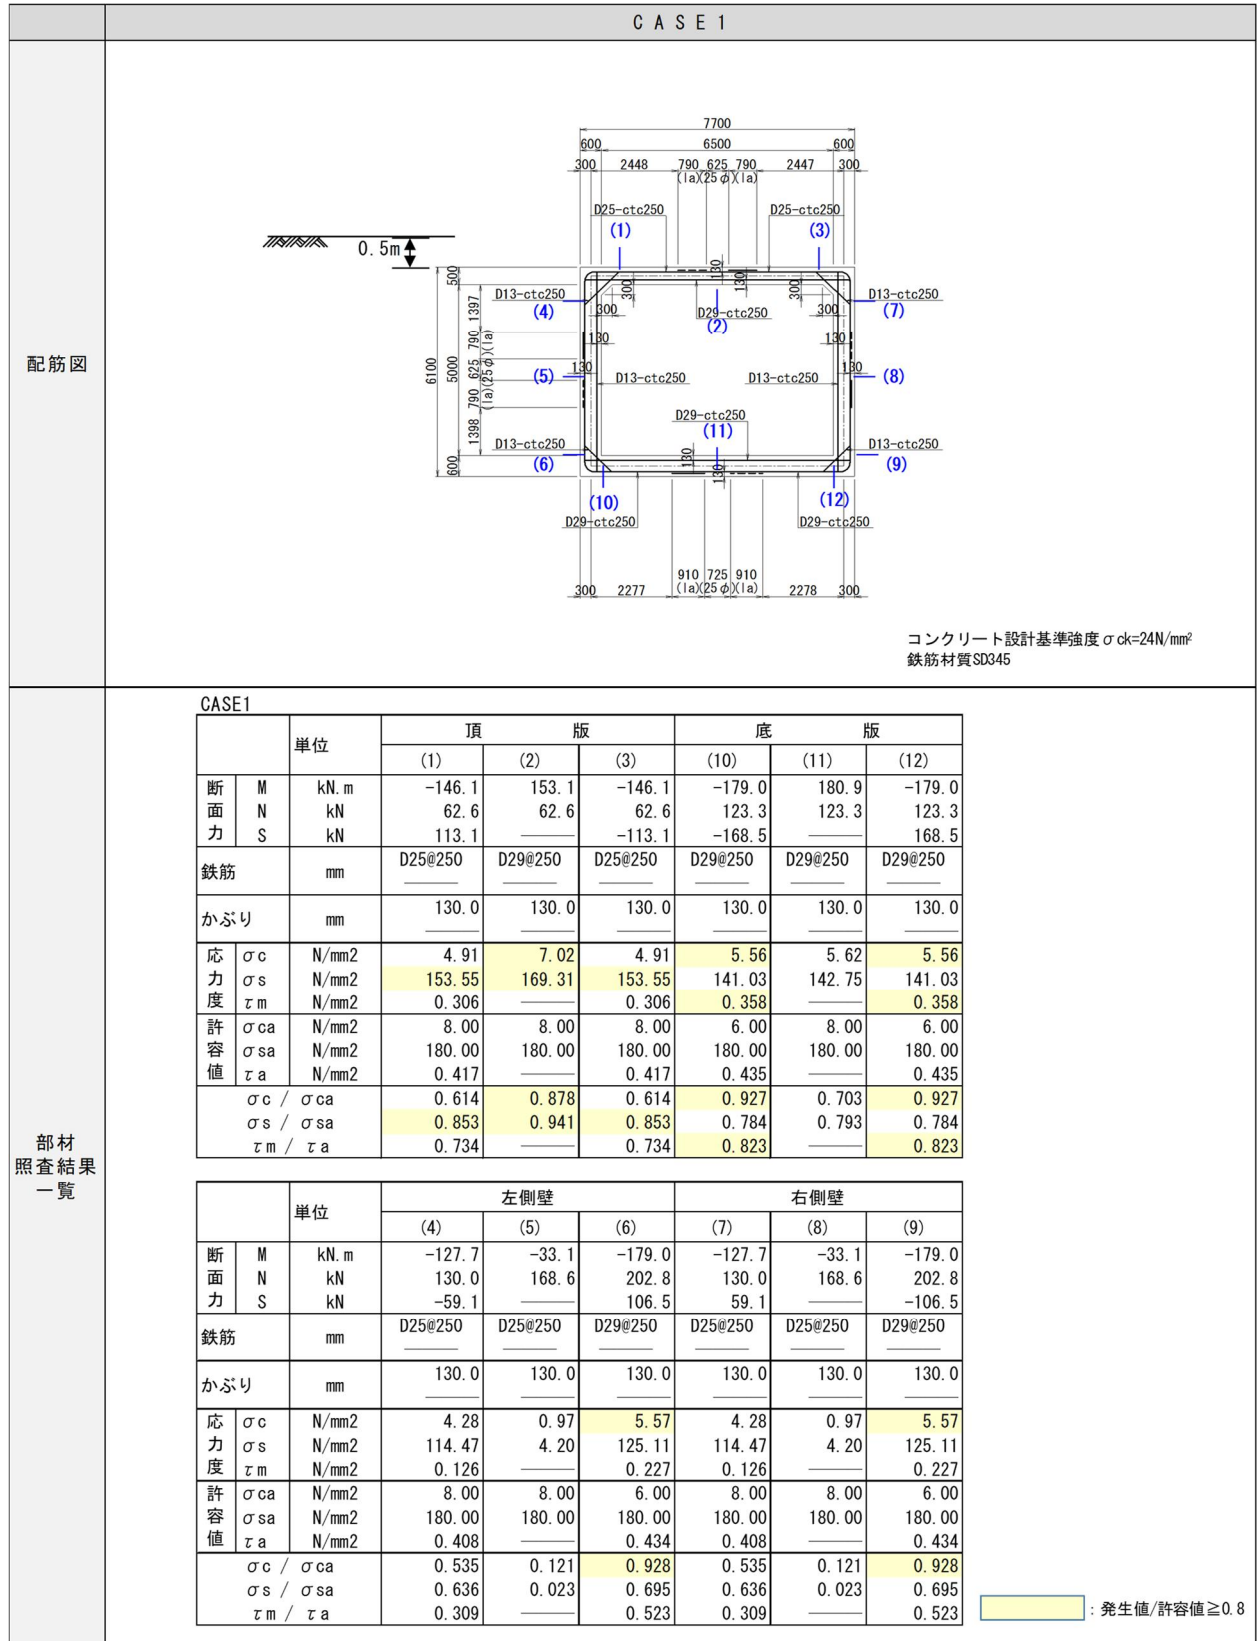 CASE1
配筋図
7700
600 6500 600
300 2448 790 625 790 2447 300
(la)(25φ)(la)
D25-ctc250 D25-ctc250
(1) (3)
0.5m
500 130 130
D13-ctc250 300 300 D13-ctc250
(4) 300 D29-ctc250 300 (7)
(2)
1397
130 130
790 (la)
6100 5000 625 (25φ)
790 (la)
130 130
(5) D13-ctc250 D13-ctc250 (8)
D29-ctc250
(11)
1398
D13-ctc250 D13-ctc250
(6) 130 (9)
600 130
(10) (12)
D29-ctc250 D29-ctc250
910 725 910
(la)(25φ)(la)
300 2277 2278 300
コンクリート設計基準強度σck=24N/mm²
鉄筋材質SD345
部材
照査結果
一覧
CASE1
単位 頂版 底版
(1) (2) (3) (10) (11) (12)
断面力 M kN.m -146.1 153.1 -146.1 -179.0 180.9 -179.0
N kN 62.6 62.6 62.6 123.3 123.3 123.3
S kN 113.1 —— -113.1 -168.5 —— 168.5
鉄筋 mm D25@250 D29@250 D25@250 D29@250 D29@250 D29@250
かぶり mm 130.0 130.0 130.0 130.0 130.0 130.0
応力度 σc N/mm2 4.91 7.02 4.91 5.56 5.62 5.56
σs N/mm2 153.55 169.31 153.55 141.03 142.75 141.03
τm N/mm2 0.306 —— 0.306 0.358 —— 0.358
許容値 σca N/mm2 8.00 8.00 8.00 6.00 8.00 6.00
σsa N/mm2 180.00 180.00 180.00 180.00 180.00 180.00
τa N/mm2 0.417 —— 0.417 0.435 —— 0.435
σc / σca 0.614 0.878 0.614 0.927 0.703 0.927
σs / σsa 0.853 0.941 0.853 0.784 0.793 0.784
τm / τa 0.734 —— 0.734 0.823 —— 0.823
単位 左側壁 右側壁
(4) (5) (6) (7) (8) (9)
断面力 M kN.m -127.7 -33.1 -179.0 -127.7 -33.1 -179.0
N kN 130.0 168.6 202.8 130.0 168.6 202.8
S kN -59.1 —— 106.5 59.1 —— -106.5
鉄筋 mm D25@250 D25@250 D29@250 D25@250 D25@250 D29@250
かぶり mm 130.0 130.0 130.0 130.0 130.0 130.0
応力度 σc N/mm2 4.28 0.97 5.57 4.28 0.97 5.57
σs N/mm2 114.47 4.20 125.11 114.47 4.20 125.11
τm N/mm2 0.126 —— 0.227 0.126 —— 0.227
許容値 σca N/mm2 8.00 8.00 6.00 8.00 8.00 6.00
σsa N/mm2 180.00 180.00 180.00 180.00 180.00 180.00
τa N/mm2 0.408 —— 0.434 0.408 —— 0.434
σc / σca 0.535 0.121 0.928 0.535 0.121 0.928
σs / σsa 0.636 0.023 0.695 0.636 0.023 0.695
τm / τa 0.309 —— 0.523 0.309 —— 0.523
：発生値/許容値≧0.8